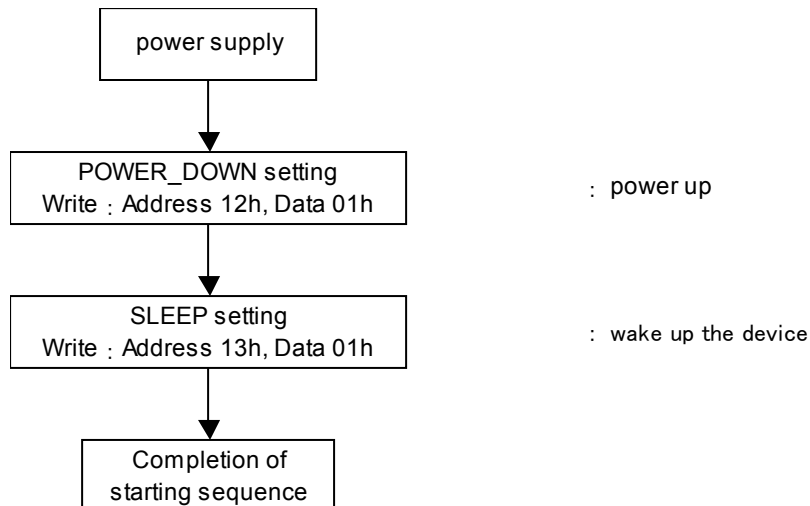 power supply
POWER_DOWN setting
Write : Address 12h, Data 01h
: power up
SLEEP setting
Write : Address 13h, Data 01h
: wake up the device
Completion of
starting sequence